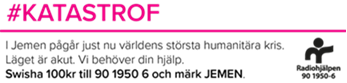 #KATASTROF
I Jemen pågår just nu världens största humanitära kris.
Läget är akut. Vi behöver din hjälp.
Swisha 100kr till 90 1950 6 och märk JEMEN.
Radiohjälpen
90 1950-6